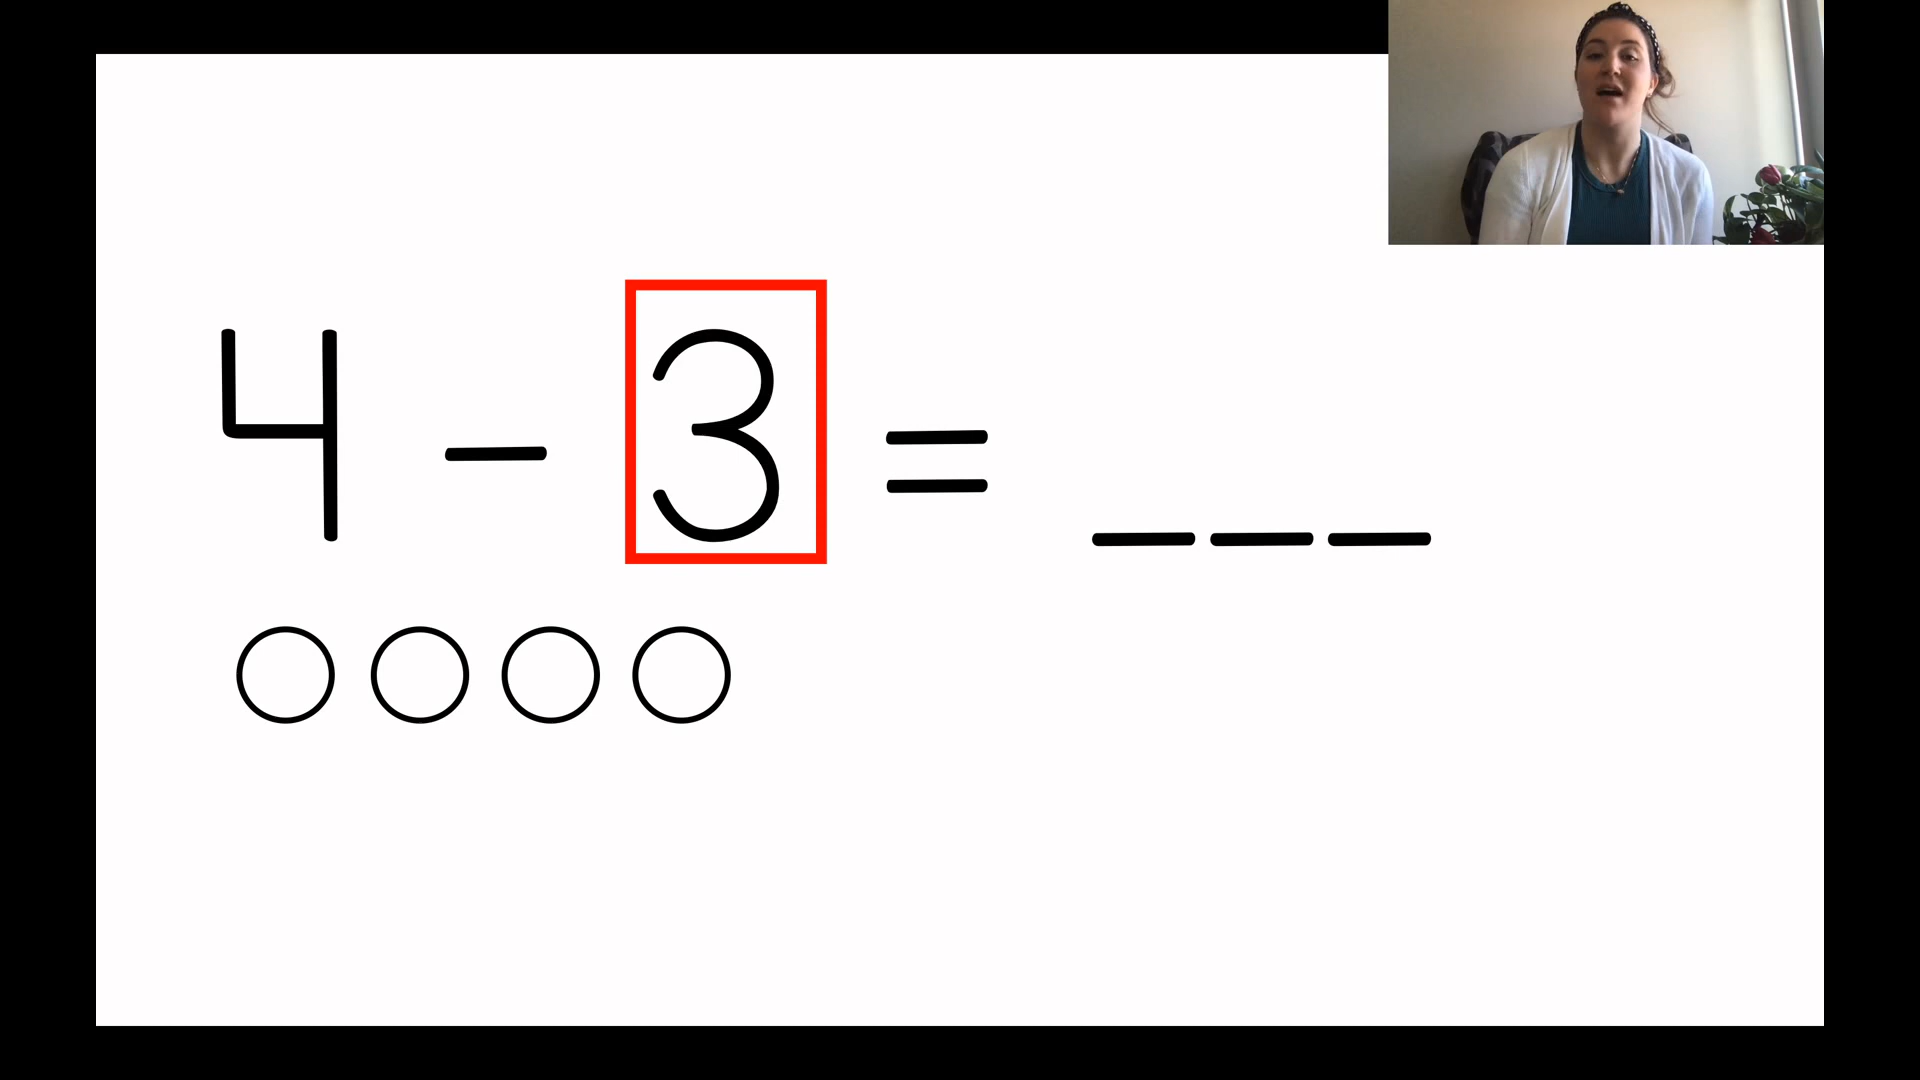 4 - 3 = ___